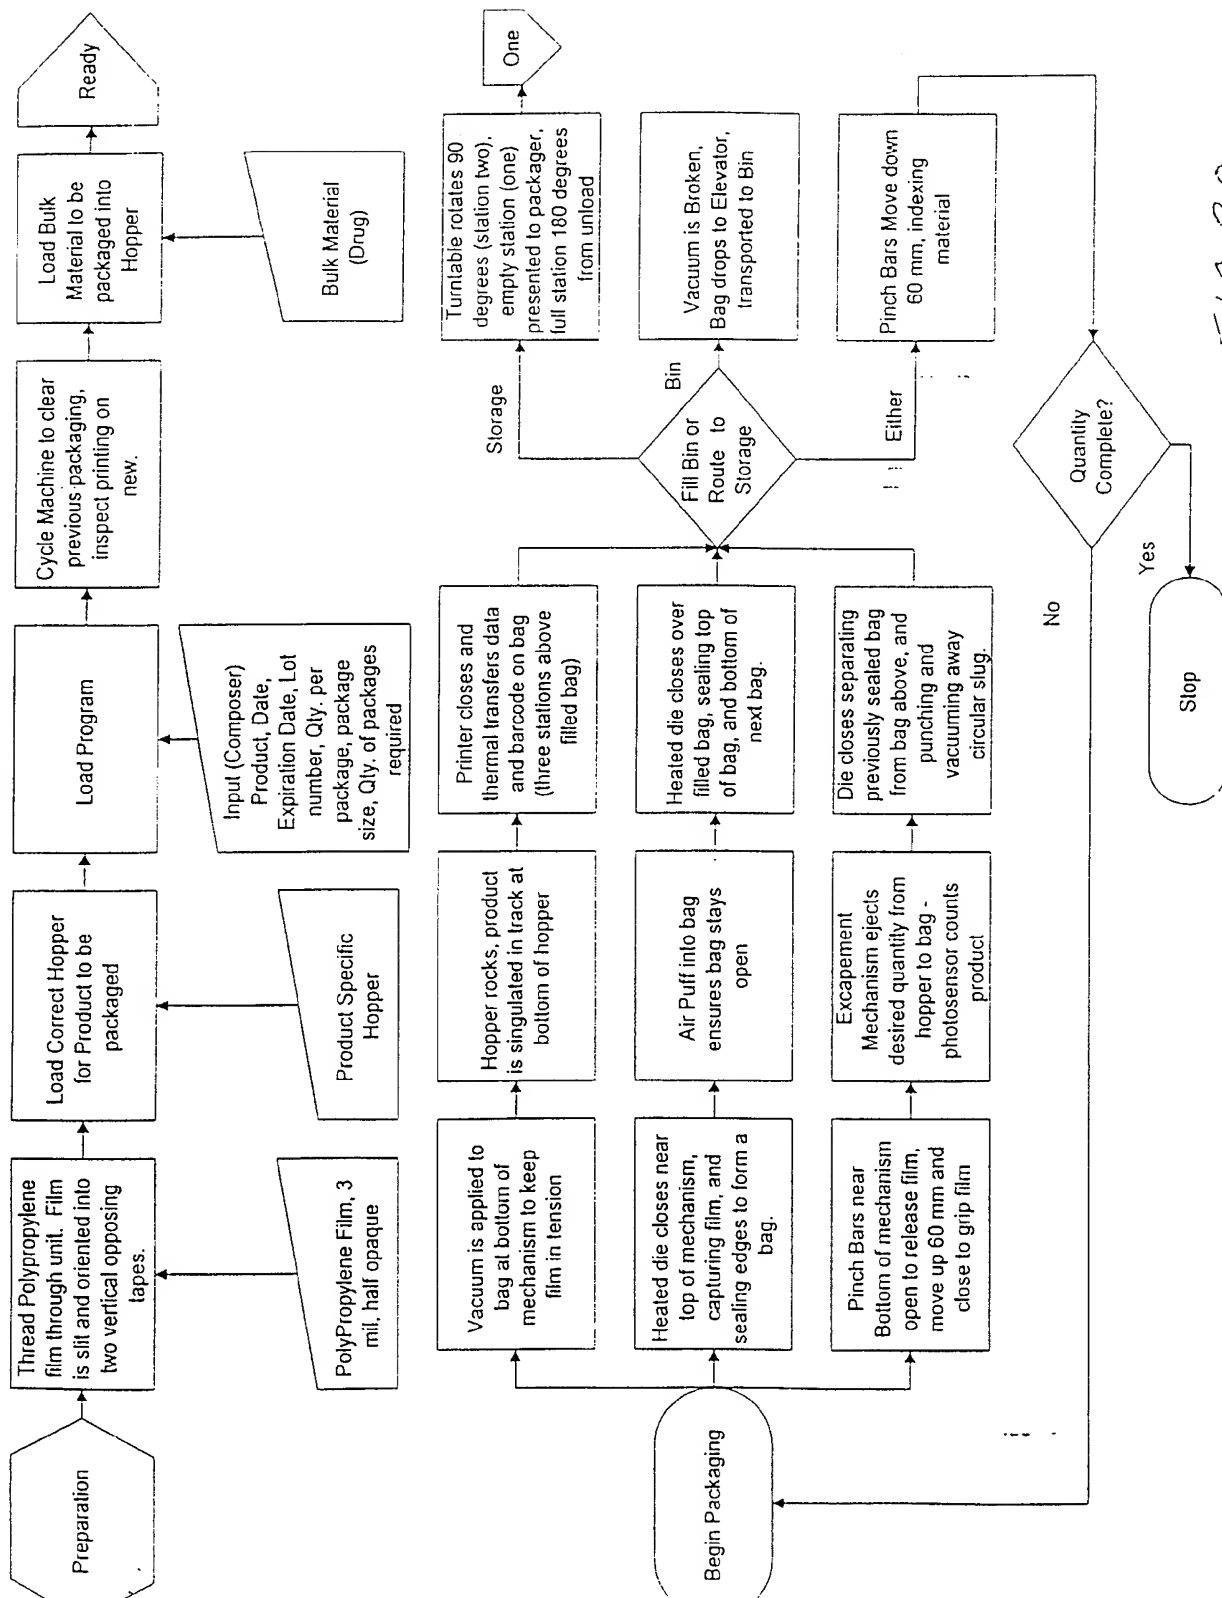 Preparation
Thread Polypropylene
film through unit. Film
is slit and oriented into
two vertical opposing
tapes.
Load Correct Hopper
for Product to be
packaged
Load Program
Cycle Machine to clear
previous packaging,
inspect printing on
new.
Load Bulk
Material to be
packaged into
Hopper
Ready
PolyPropylene Film, 3
mil, half opaque
Product Specific
Hopper
Input (Composer)
Product, Date,
Expiration Date, Lot
number, Qty. per
package, package
size, Qty. of packages
required
Bulk Material
(Drug)
Begin Packaging
Vacuum is applied to
bag at bottom of
mechanism to keep
film in tension
Hopper rocks, product
is singulated in track at
bottom of hopper
Printer closes and
thermal transfers data
and barcode on bag
(three stations above
filled bag)
Heated die closes near
top of mechanism,
capturing film, and
sealing edges to form a
bag.
Air Puff into bag
ensures bag stays
open
Heated die closes over
filled bag, sealing top
of bag, and bottom of
next bag.
Pinch Bars near
Bottom of mechanism
open to release film,
move up 60 mm and
close to grip film
Excapement
Mechanism ejects
desired quantity from
hopper to bag -
photosensor counts
product
Die closes separating
previously sealed bag
from bag above, and
punching and
vacuuming away
circular slug.
Fill Bin or
Route to
Storage
Storage
Turntable rotates 90
degrees (station two),
empty station (one)
presented to packager,
full station 180 degrees
from unload
One
Bin
Vacuum is Broken,
Bag drops to Elevator,
transported to Bin
Either
Pinch Bars Move down
60 mm, indexing
material
Quantity
Complete?
No
Yes
Stop